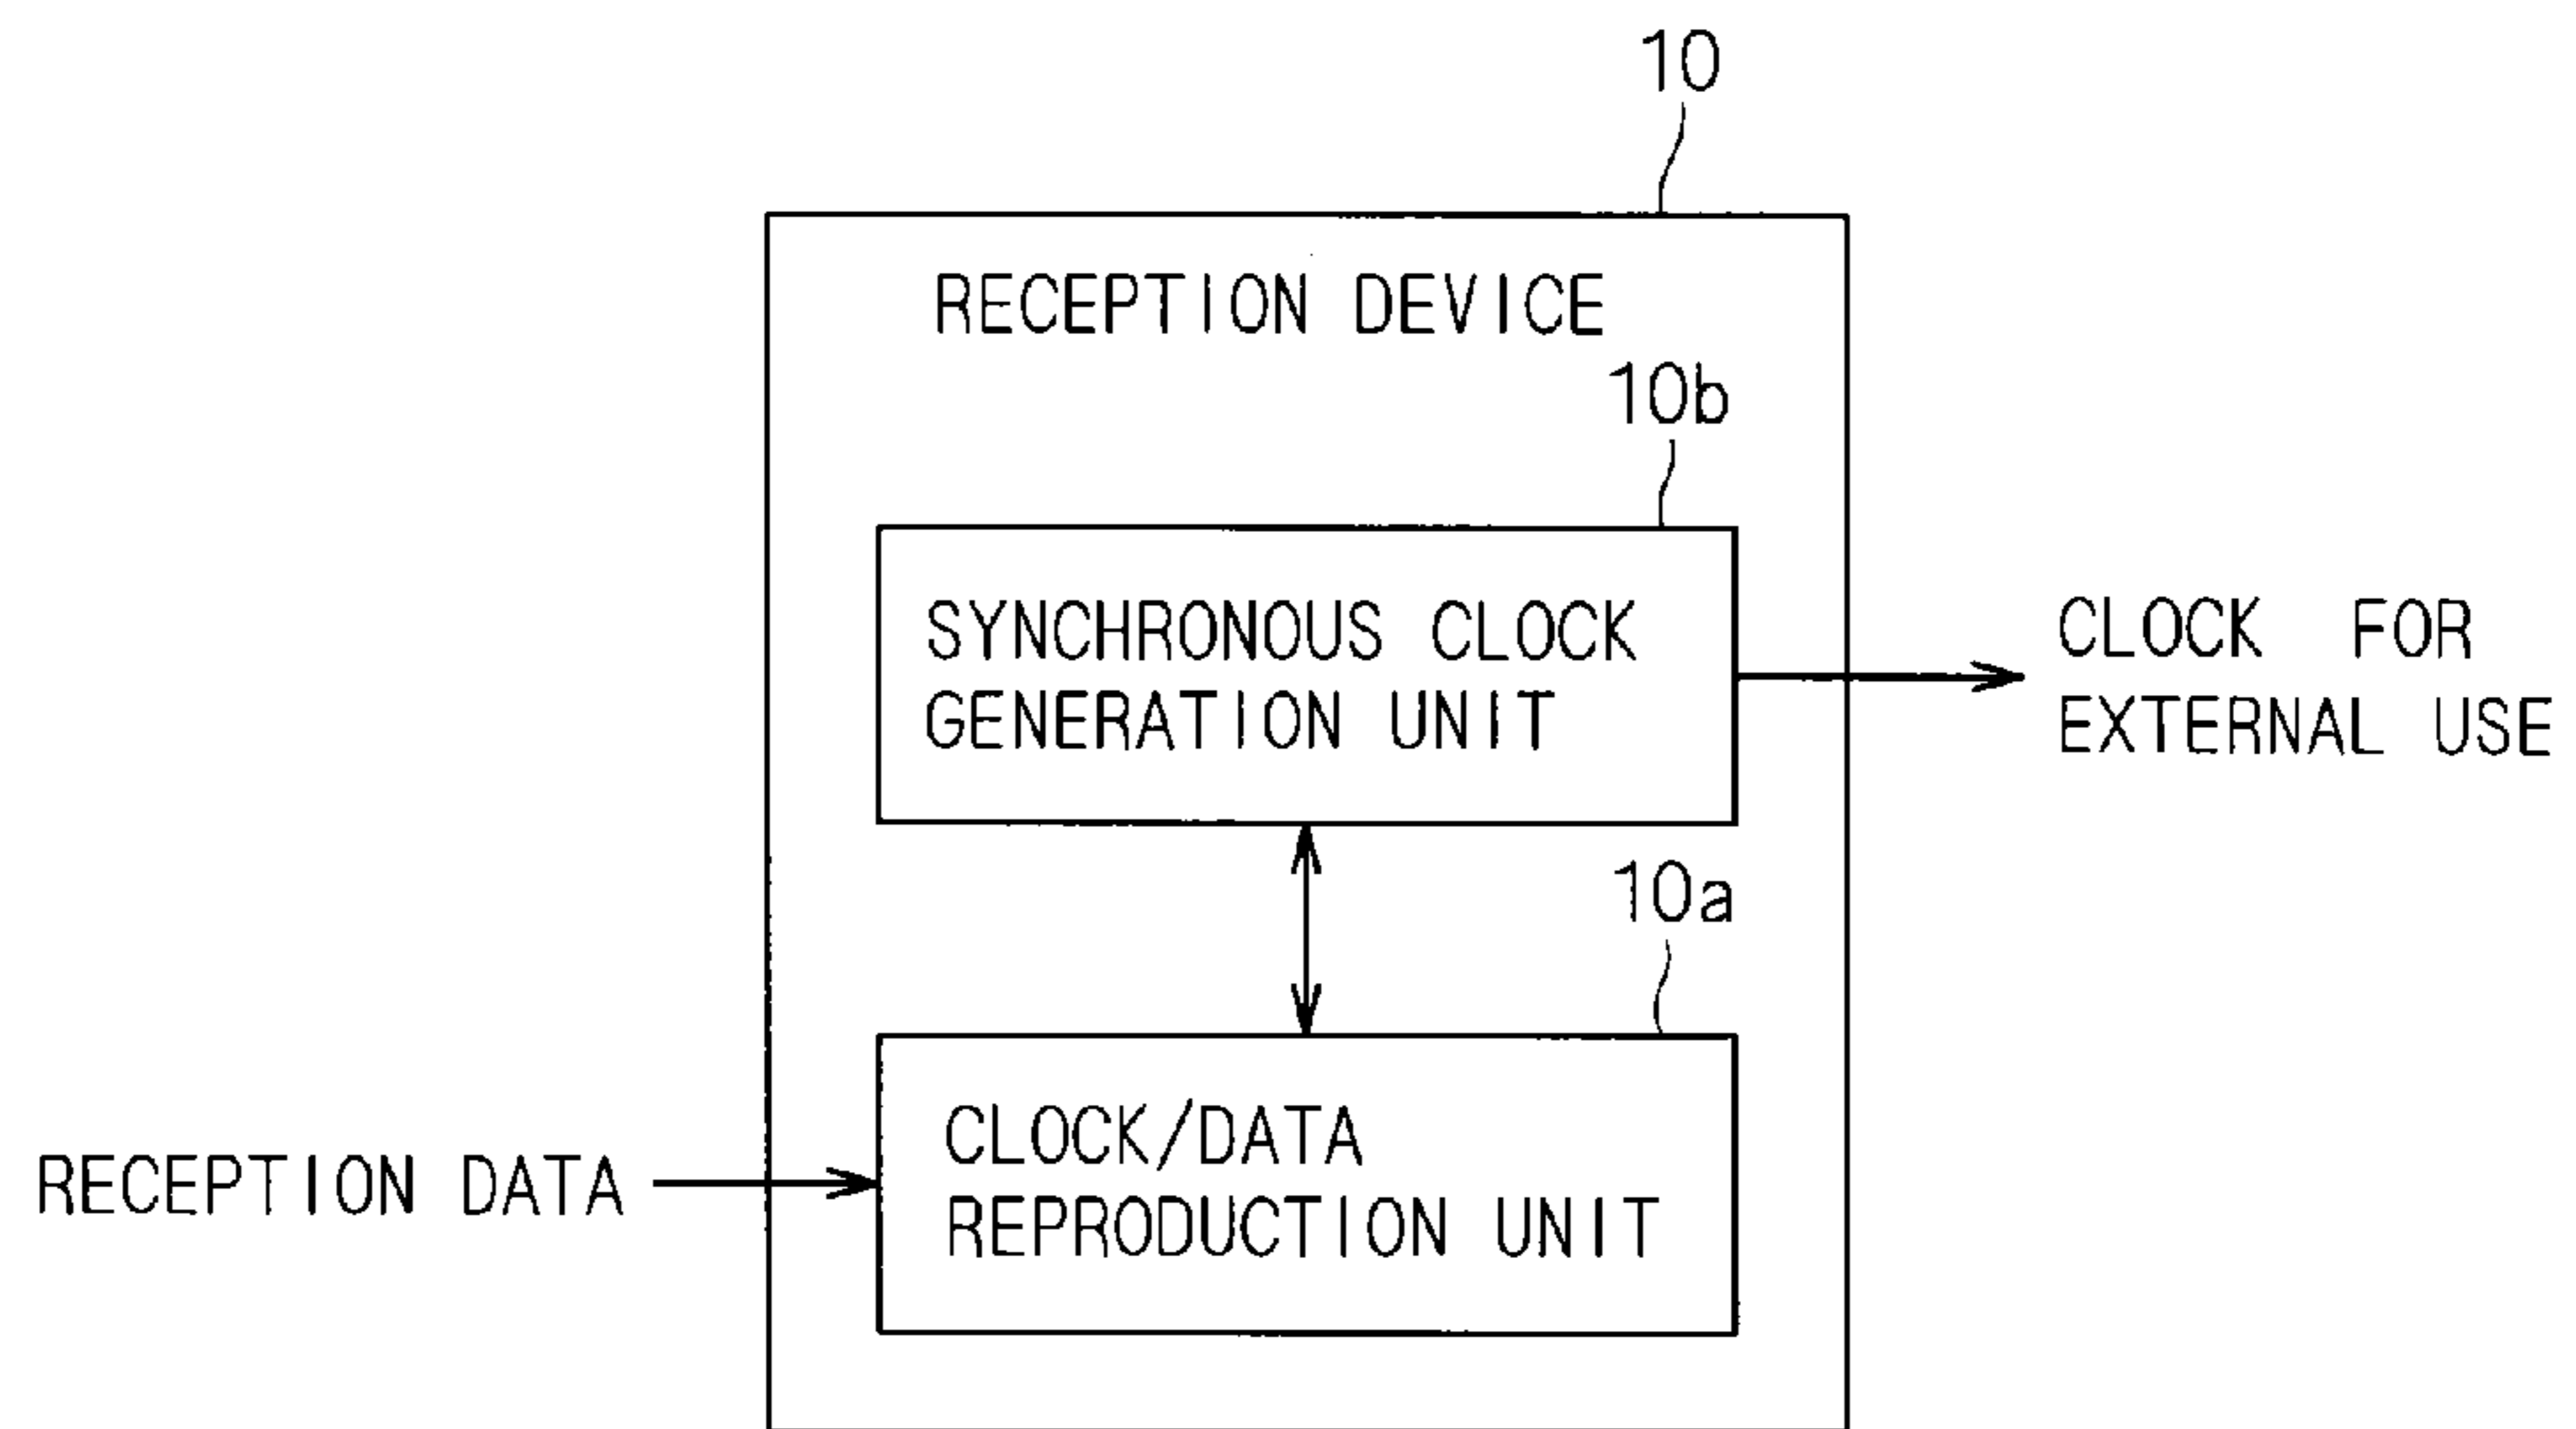 10
RECEPTION DEVICE
10b
SYNCHRONOUS CLOCK
GENERATION UNIT
CLOCK FOR
EXTERNAL USE
10a
CLOCK/DATA
REPRODUCTION UNIT
RECEPTION DATA